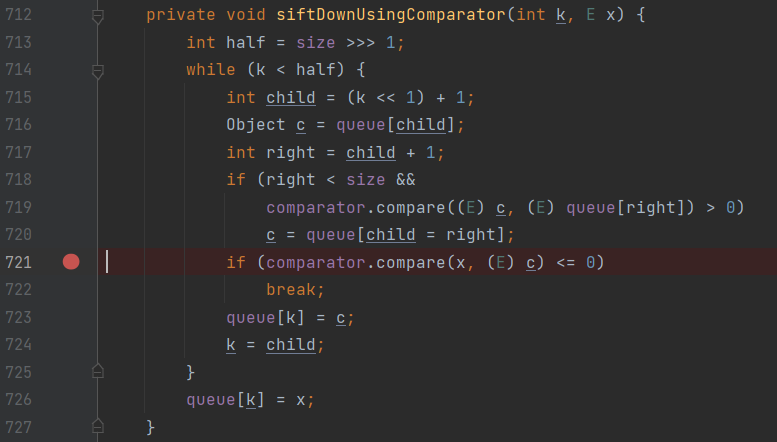 712 private void siftDownUsingComparator(int k, E x) {
713 int half = size >>> 1;
714 while (k < half) {
715 int child = (k << 1) + 1;
716 Object c = queue[child];
717 int right = child + 1;
718 if (right < size &&
719 comparator.compare((E) c, (E) queue[right]) > 0)
720 c = queue[child = right];
721 if (comparator.compare(x, (E) c) <= 0)
722 break;
723 queue[k] = c;
724 k = child;
725 }
726 queue[k] = x;
727 }